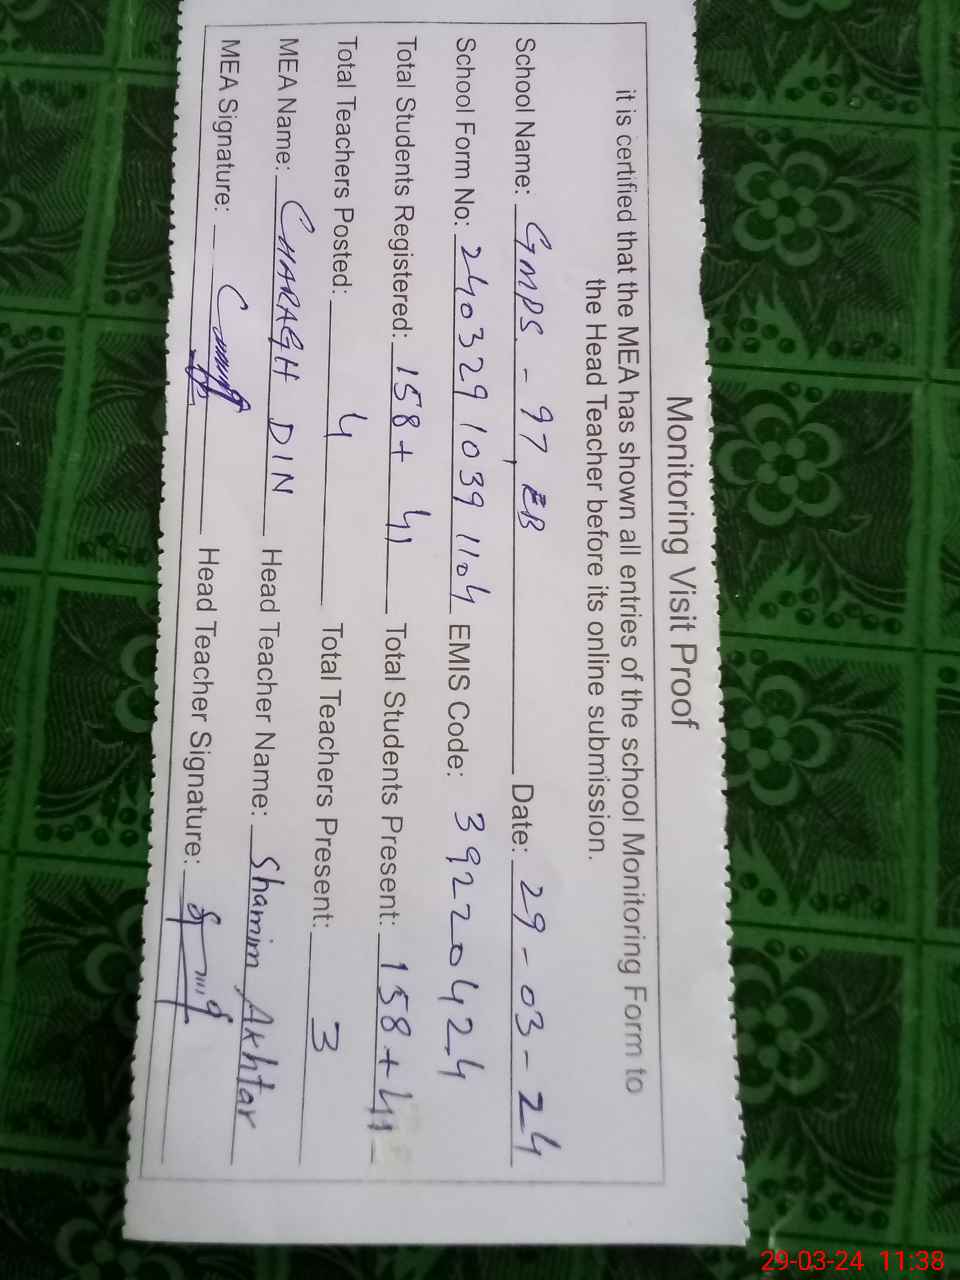 Monitoring Visit Proof
it is certified that the MEA has shown all entries of the school Monitoring Form to
the Head Teacher before its online submission.
School Name: GMPS - 97, EB Date: 29-03-24
School Form No: 2403291039 1104 EMIS Code: 39220424
Total Students Registered: 158+ 41 Total Students Present: 158+41
Total Teachers Posted: 4 Total Teachers Present: 3
MEA Name: CHARAGH DIN Head Teacher Name: Shamim Akhtar
MEA Signature: Head Teacher Signature:
29-03-24 11:38